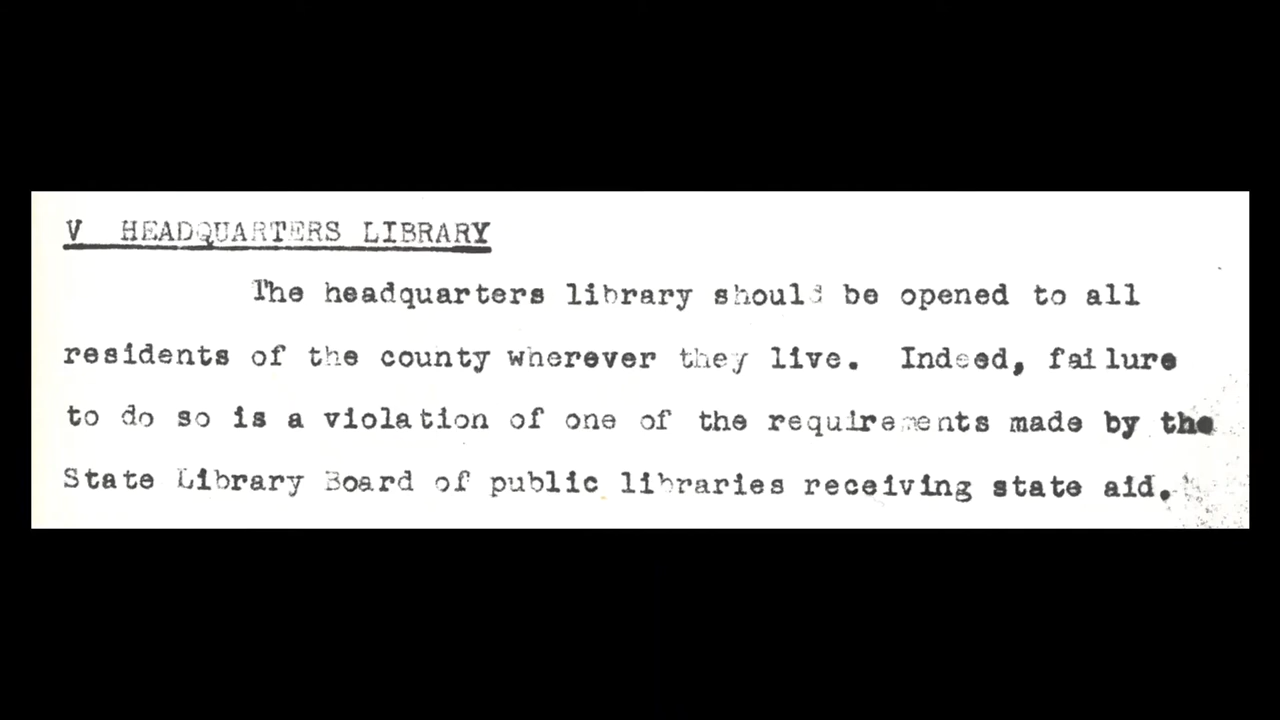 V HEADQUARTERS LIBRARY
The headquarters library should be opened to all
residents of the county wherever they live. Indeed, failure
to do so is a violation of one of the requirements made by the
State Library Board of public libraries receiving state aid.